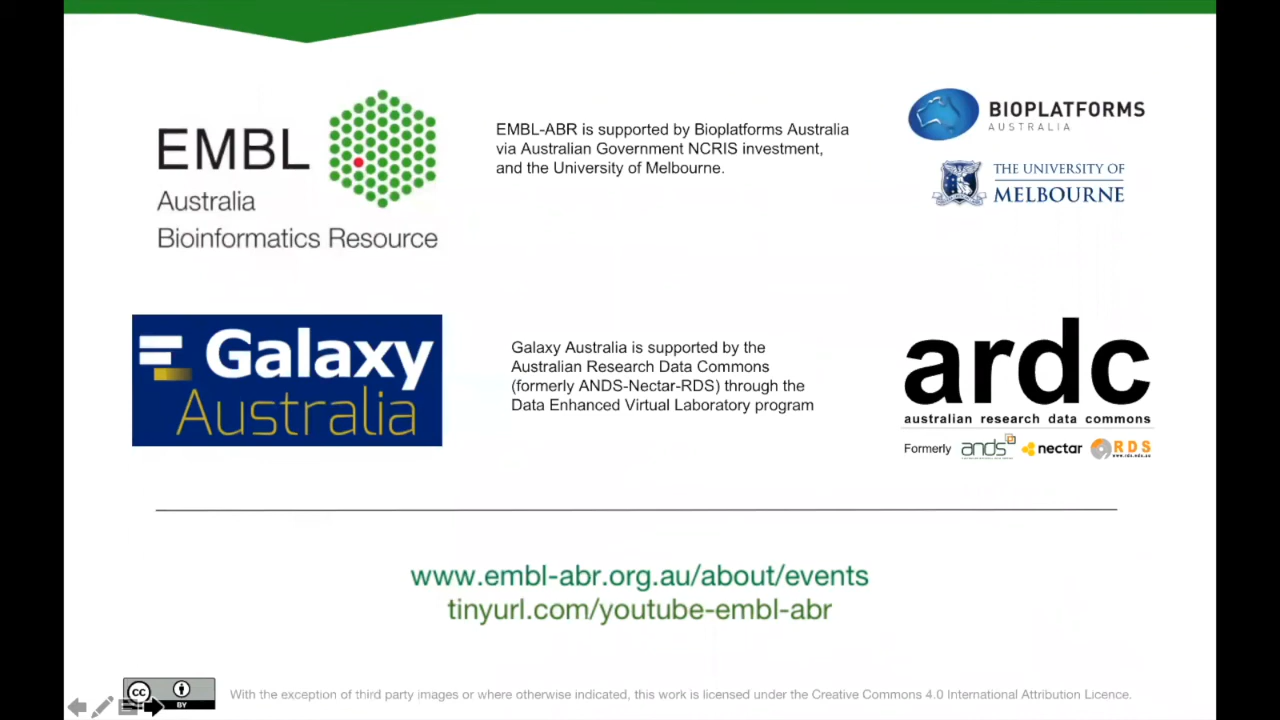 EMBL
Australia
Bioinformatics Resource
EMBL-ABR is supported by Bioplatforms Australia
via Australian Government NCRIS investment,
and the University of Melbourne.
BIOPLATFORMS
AUSTRALIA
THE UNIVERSITY OF
MELBOURNE
Galaxy
Australia
Galaxy Australia is supported by the
Australian Research Data Commons
(formerly ANDS-Nectar-RDS) through the
Data Enhanced Virtual Laboratory program
ardc
australian research data commons
Formerly ands nectar RDS
www.embl-abr.org.au/about/events
tinyurl.com/youtube-embl-abr
cc BY
With the exception of third party images or where otherwise indicated, this work is licensed under the Creative Commons 4.0 International Attribution Licence.